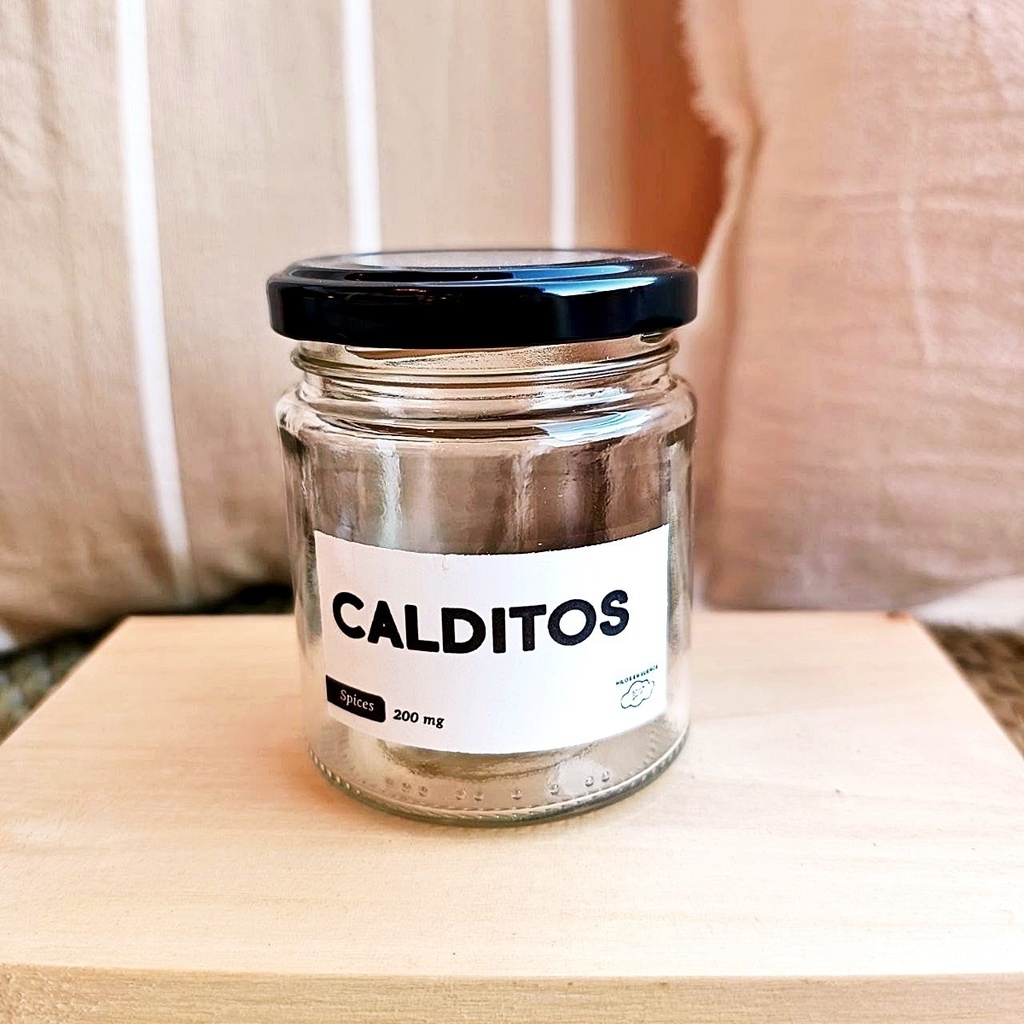 CALDITOS
Spices
200 mg